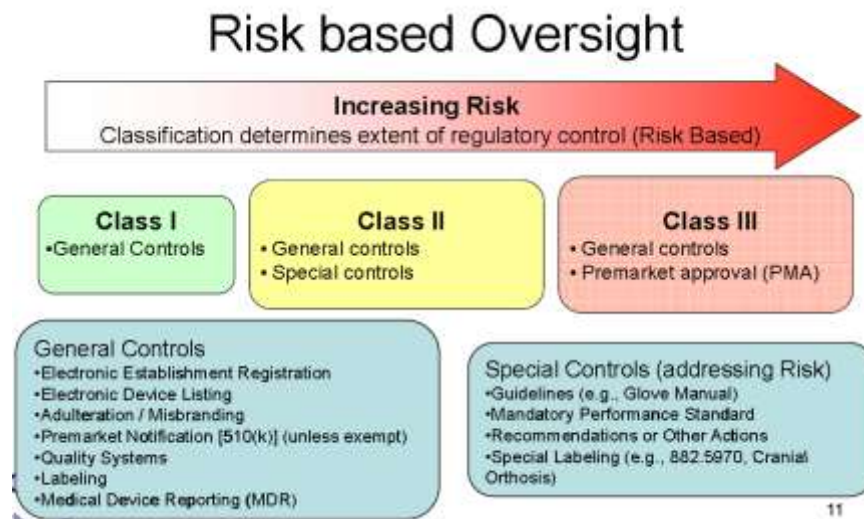 Risk based Oversight
Increasing Risk
Classification determines extent of regulatory control (Risk Based)
Class I
•General Controls
Class II
• General controls
• Special controls
Class III
• General controls
• Premarket approval (PMA)
General Controls
•Electronic Establishment Registration
•Electronic Device Listing
•Adulteration / Misbranding
•Premarket Notification [510(k)] (unless exempt)
•Quality Systems
•Labeling
•Medical Device Reporting (MDR)
Special Controls (addressing Risk)
•Guidelines (e.g., Glove Manual)
•Mandatory Performance Standard
•Recommendations or Other Actions
•Special Labeling (e.g., 882.5970, Cranial
Orthosis)
11